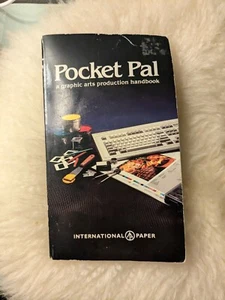 Pocket Pal
a graphic arts production handbook
INTERNATIONAL PAPER